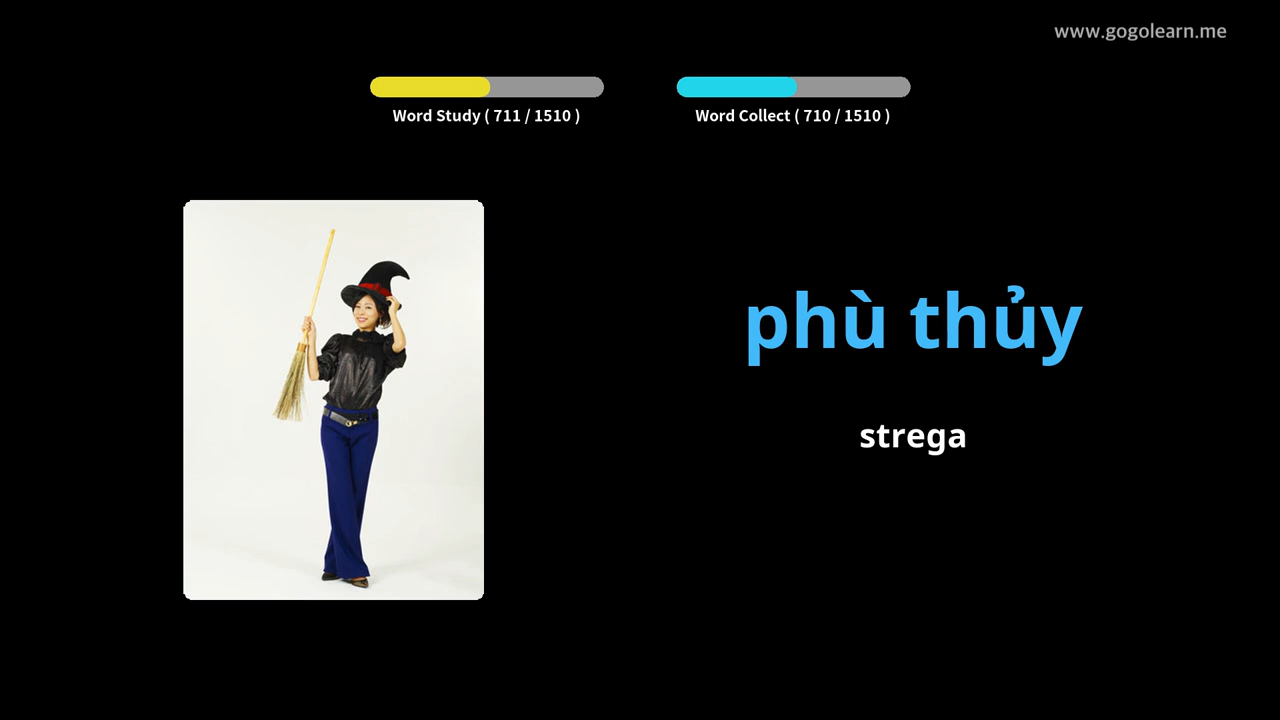 www.gogolearn.me
Word Study ( 711 / 1510 )
Word Collect ( 710 / 1510 )
phù thủy
strega